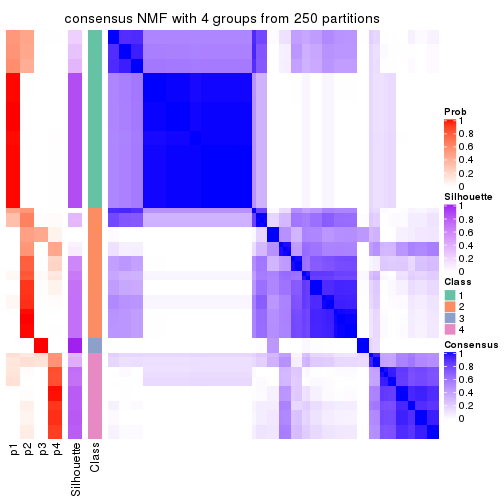 consensus NMF with 4 groups from 250 partitions
Prob
1
0.8
0.6
0.4
0.2
0
Silhouette
1
0.8
0.6
0.4
0.2
0
Class
1
2
3
4
Consensus
1
0.8
0.6
0.4
0.2
0
p1
p2
p3
p4
Silhouette
Class